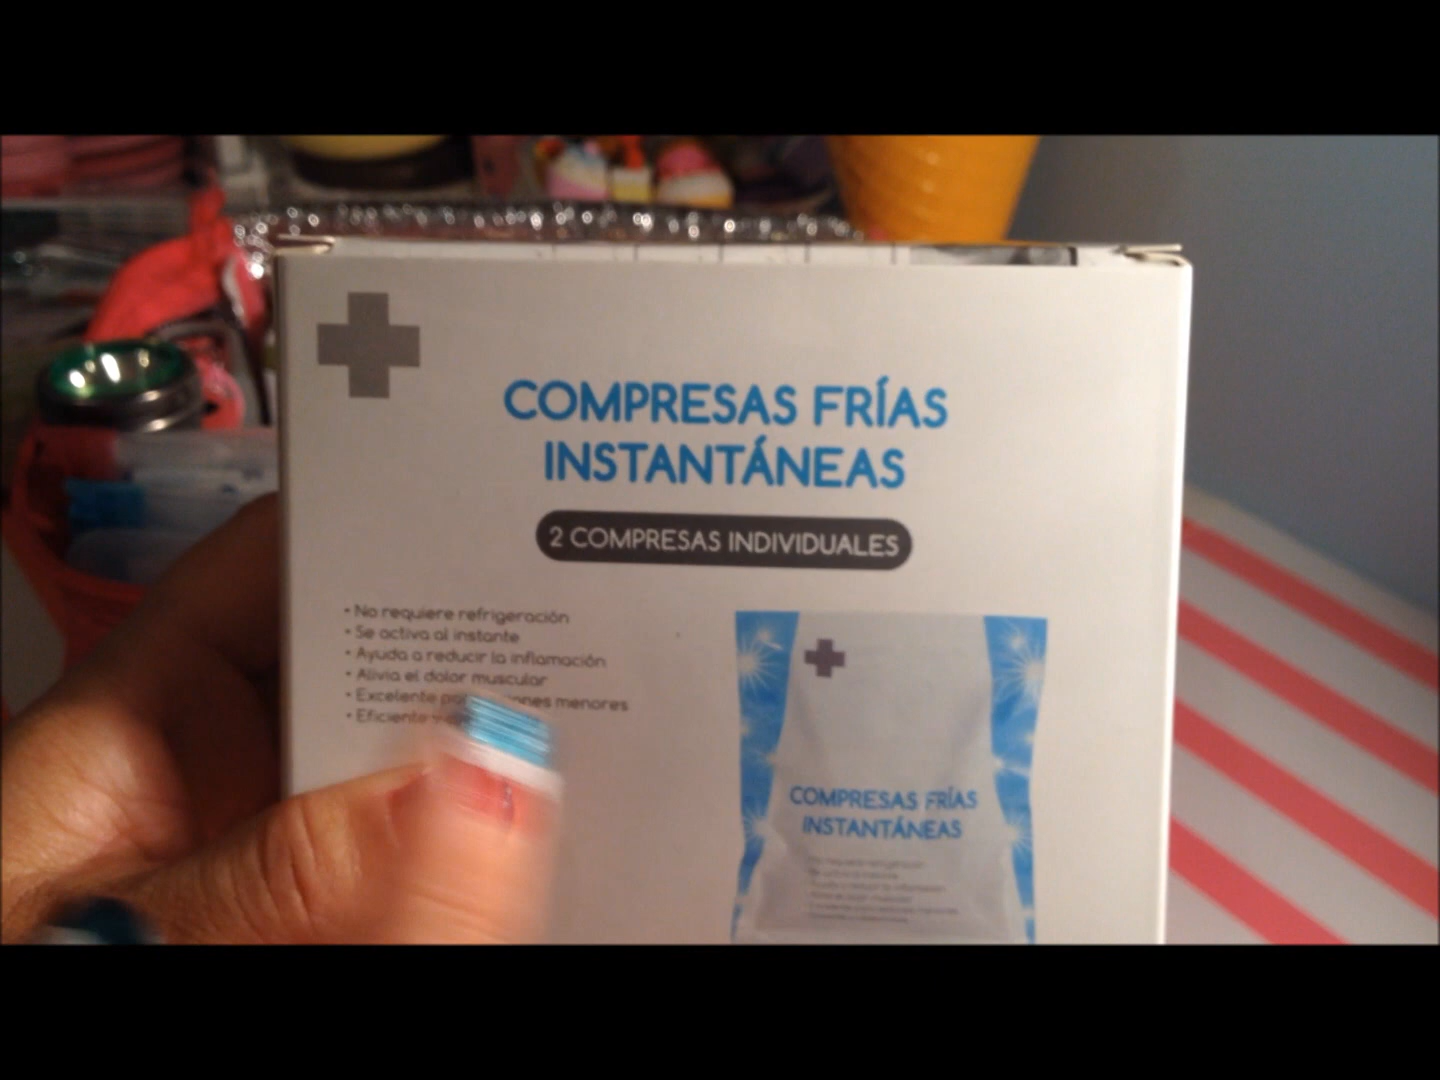 COMPRESAS FRÍAS
INSTANTÁNEAS
2 COMPRESAS INDIVIDUALES
• No requiere refrigeración
• Se activa al instante
• Ayuda a reducir la inflamación
• Alivia el dolor muscular
• Excelente menores
• Eficiente y
COMPRESAS FRÍAS
INSTANTÁNEAS